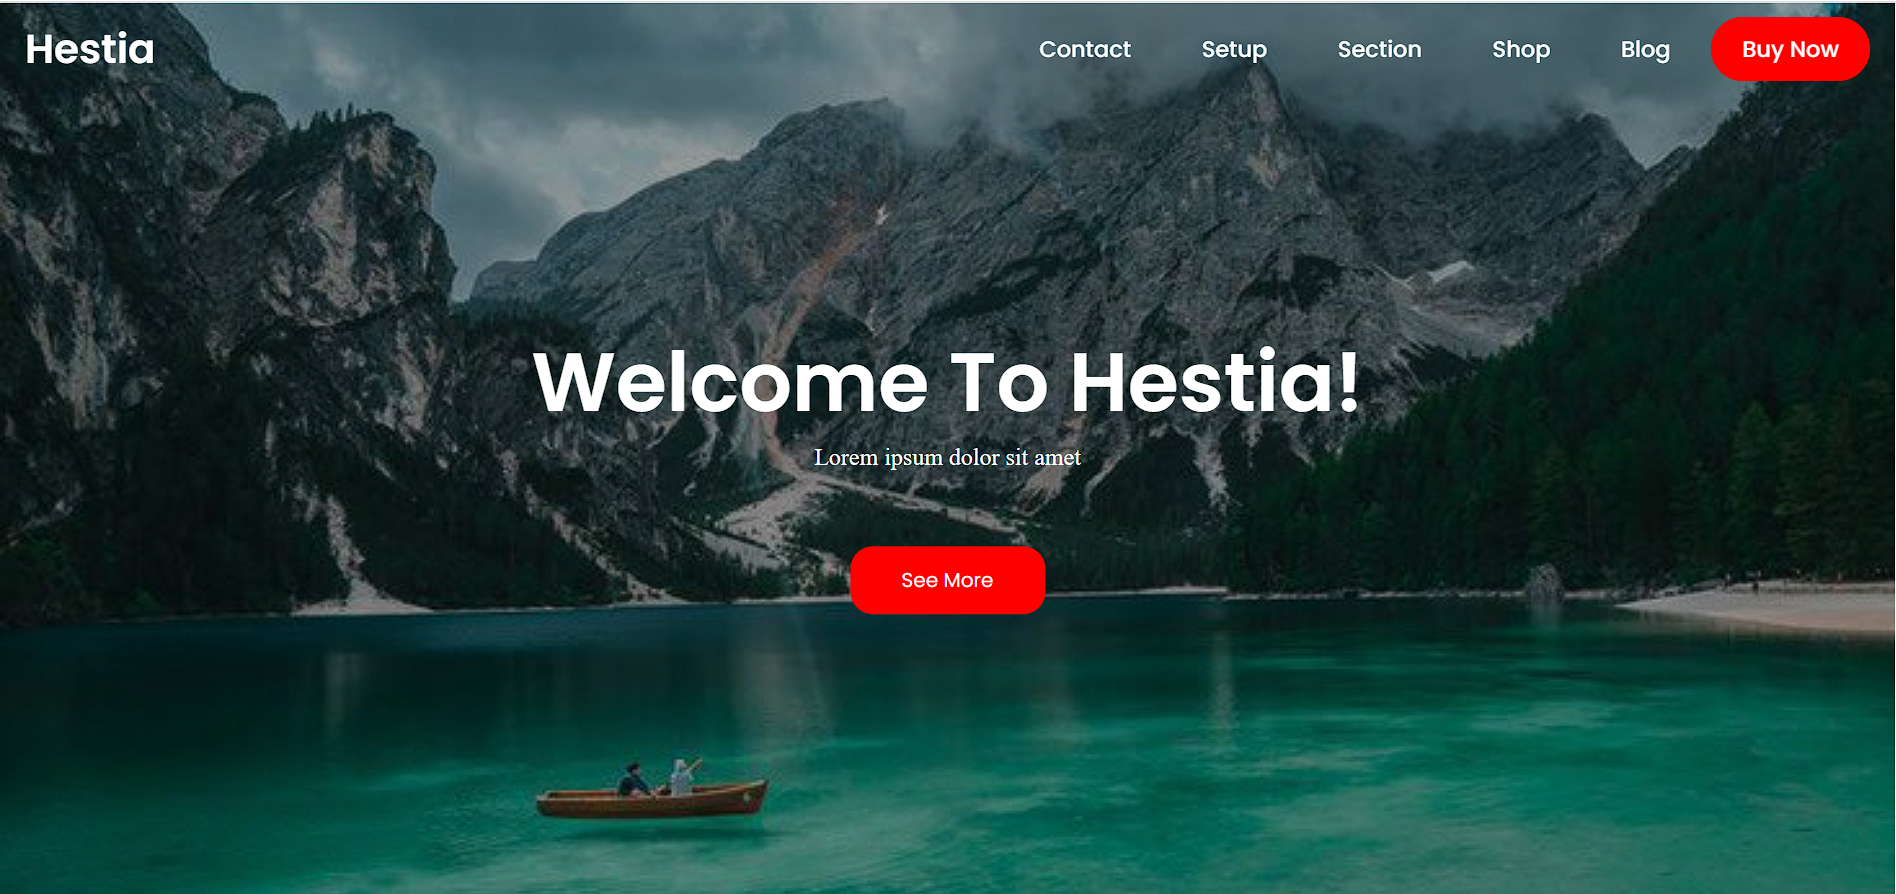 Hestia
Contact Setup Section Shop Blog Buy Now
Welcome To Hestia!
Lorem ipsum dolor sit amet
See More